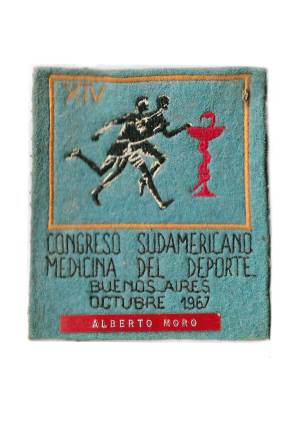 XIV
CONGRESO SUDAMERICANO
MEDICINA DEL DEPORTE
BUENOS AIRES
OCTUBRE 1967
ALBERTO MORO